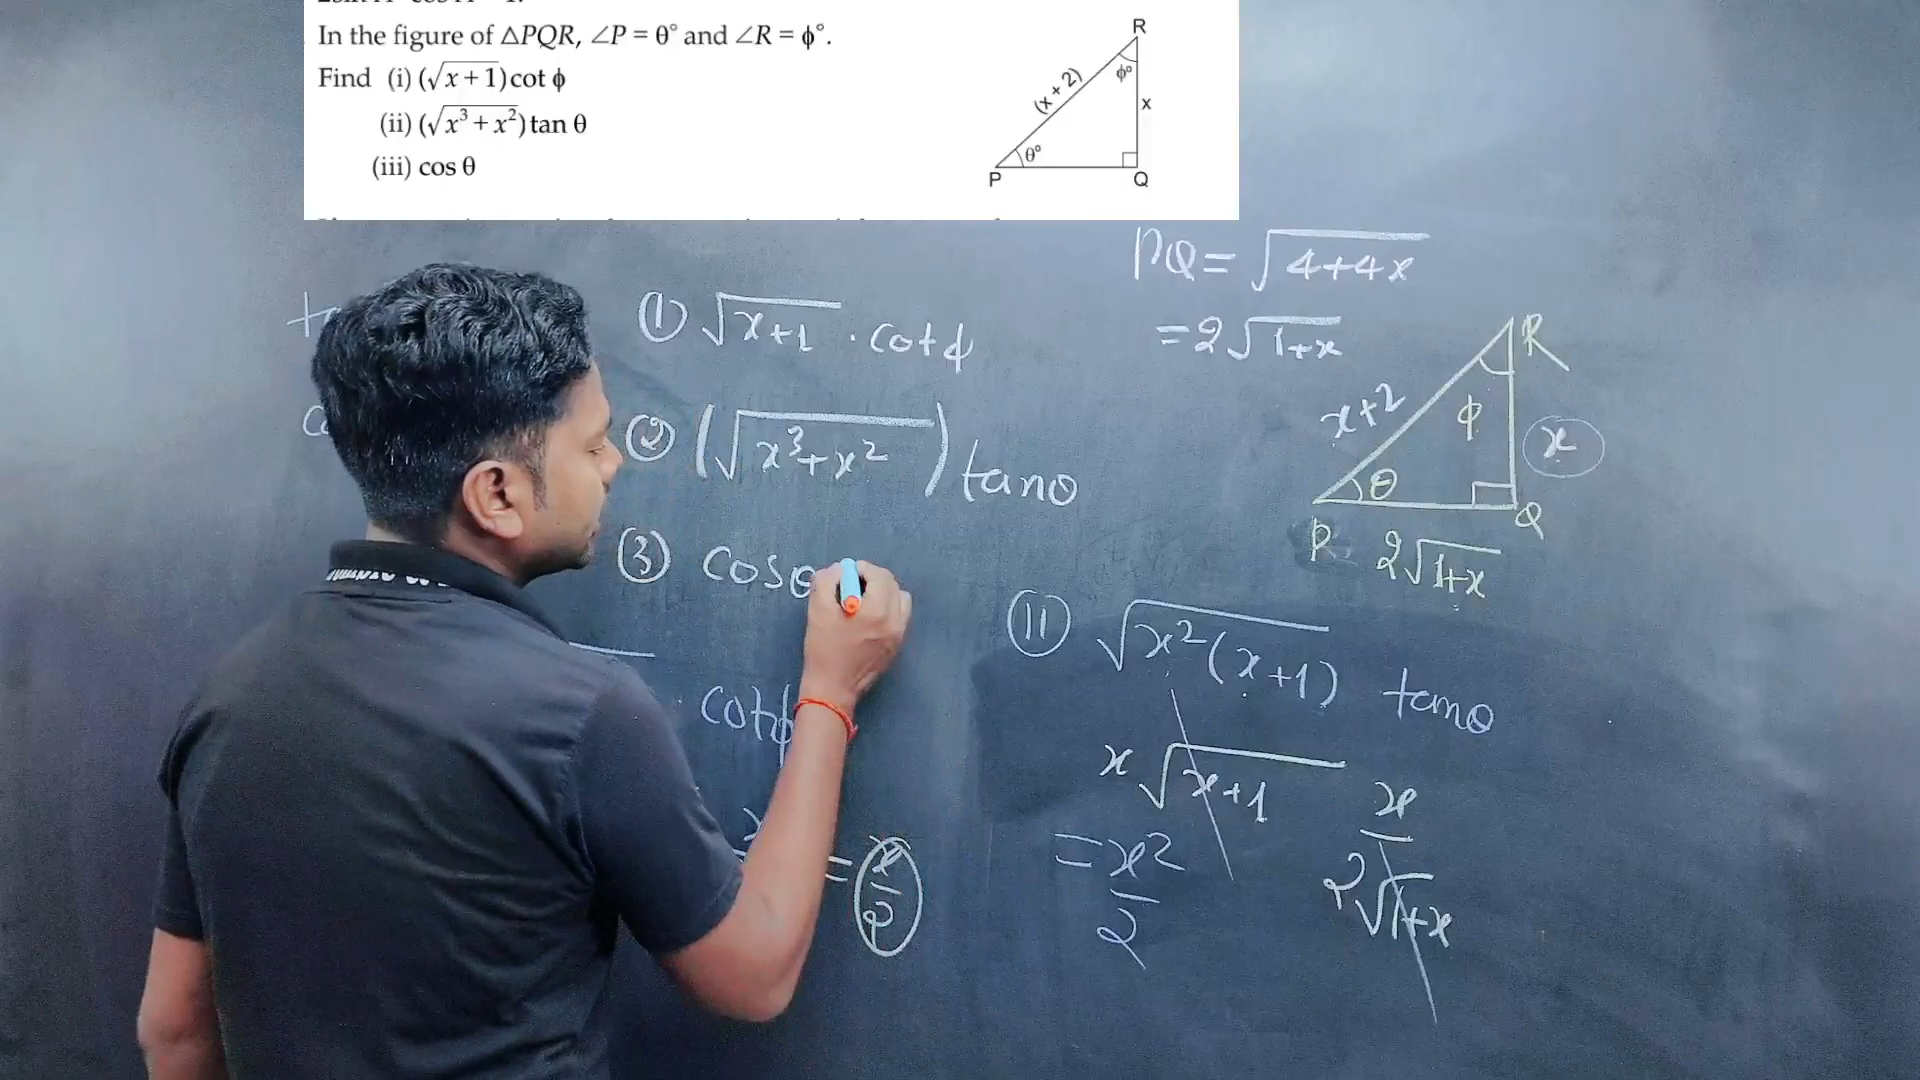 In the figure of △PQR, ∠P = θ° and ∠R = ϕ°.
Find (i) (√x + 1) cot ϕ
(ii) (√x³ + x²) tan θ
(iii) cos θ
R
ϕ°
(x + 2)
x
θ°
P
Q
PQ = √4+4x
= 2√1+x
① √x+1 . cotϕ
② (√x³+x²) tanθ
③ cosθ
R
x+2
ϕ
x
θ
P
Q
2√1+x
cotϕ
= x/2
(II) √x²(x+1) tanθ
x √x+1 x/2√1+x
= x²/2